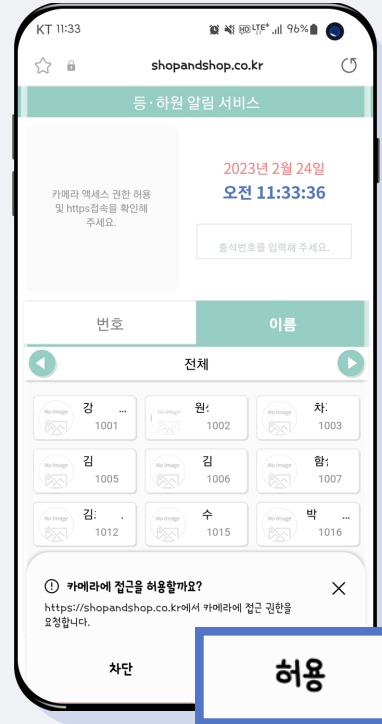 KT 11:33
HD LTE+ 96%
shopandshop.co.kr
등·하원 알림 서비스
카메라 액세스 권한 허용
및 https접속을 확인해
주세요.
2023년 2월 24일
오전 11:33:36
출석번호를 입력해 주세요.
번호 이름
전체
No Image 강 ... 1001
No Image 원 1002
No Image 차 1003
No Image 김 1005
No Image 김 1006
No Image 함 1007
No Image 김 1012
No Image 수 1015
No Image 박 ... 1016
카메라에 접근을 허용할까요?
https://shopandshop.co.kr에서 카메라에 접근 권한을
요청합니다.
차단
허용